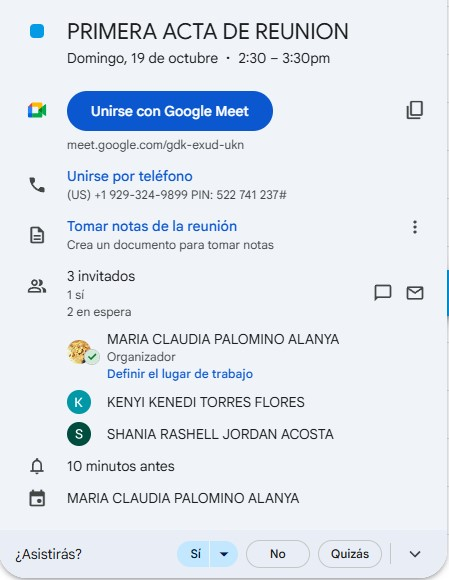 PRIMERA ACTA DE REUNION
Domingo, 19 de octubre · 2:30 – 3:30pm
Unirse con Google Meet
meet.google.com/gdk-exud-ukn
Unirse por teléfono
(US) +1 929-324-9899 PIN: 522 741 237#
Tomar notas de la reunión
Crea un documento para tomar notas
3 invitados
1 sí
2 en espera
MARIA CLAUDIA PALOMINO ALANYA
Organizador
Definir el lugar de trabajo
K KENYI KENEDI TORRES FLORES
S SHANIA RASHELL JORDAN ACOSTA
10 minutos antes
MARIA CLAUDIA PALOMINO ALANYA
¿Asistirás? Sí No Quizás